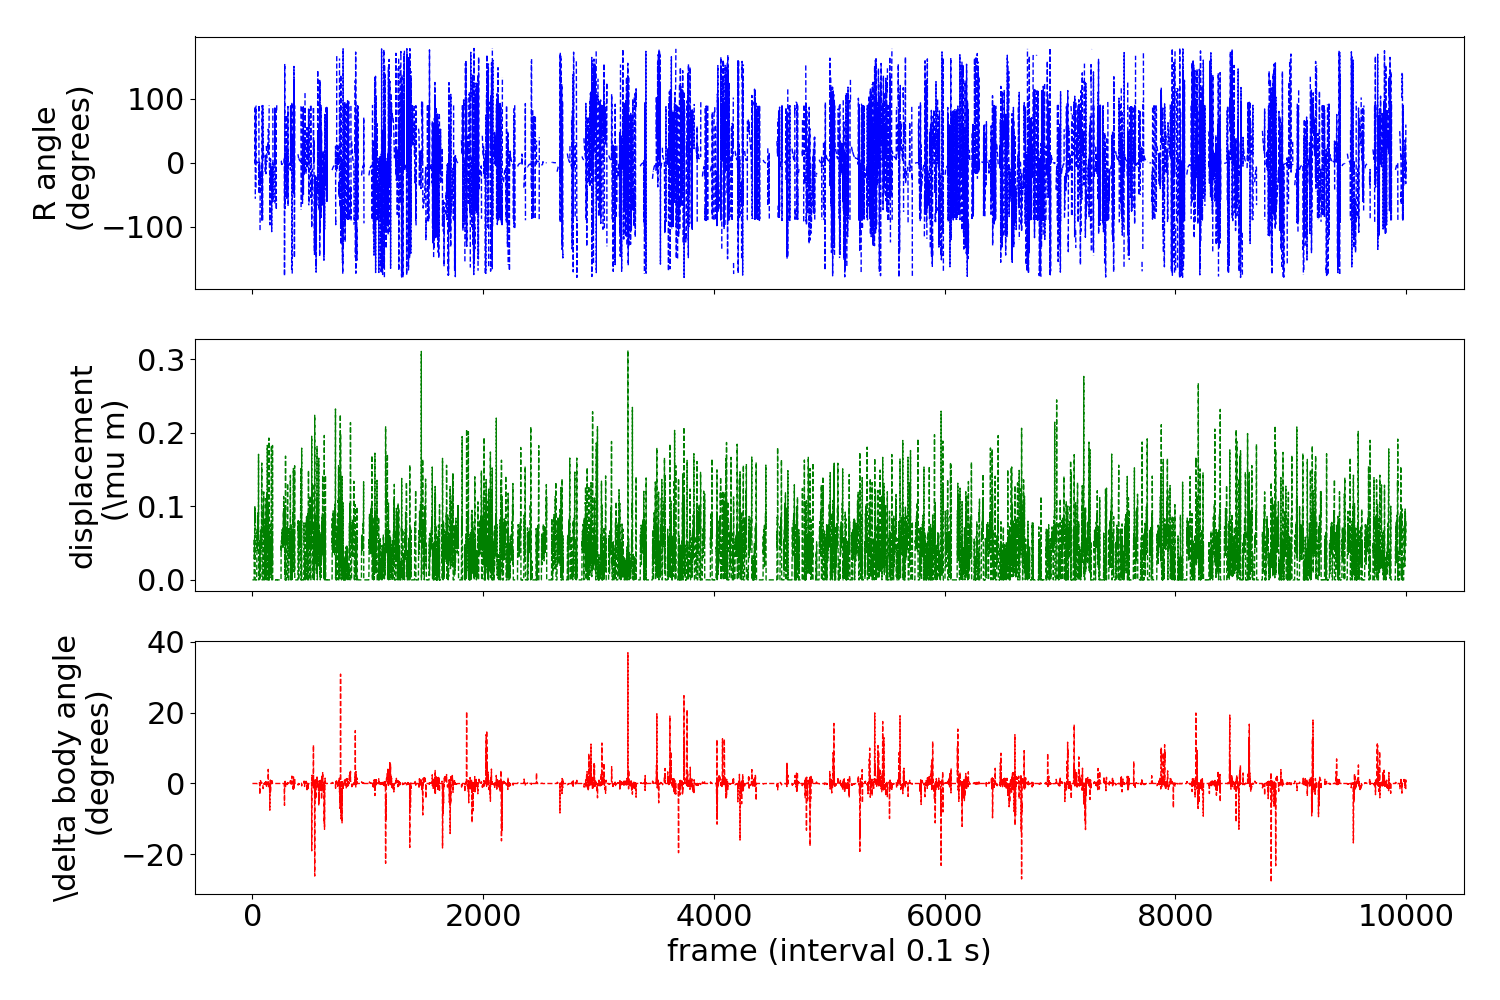 R angle
(degrees)
100
0
−100
displacement
(\mu m)
0.3
0.2
0.1
0.0
\delta body angle
(degrees)
40
20
0
−20
0 2000 4000 6000 8000 10000
frame (interval 0.1 s)